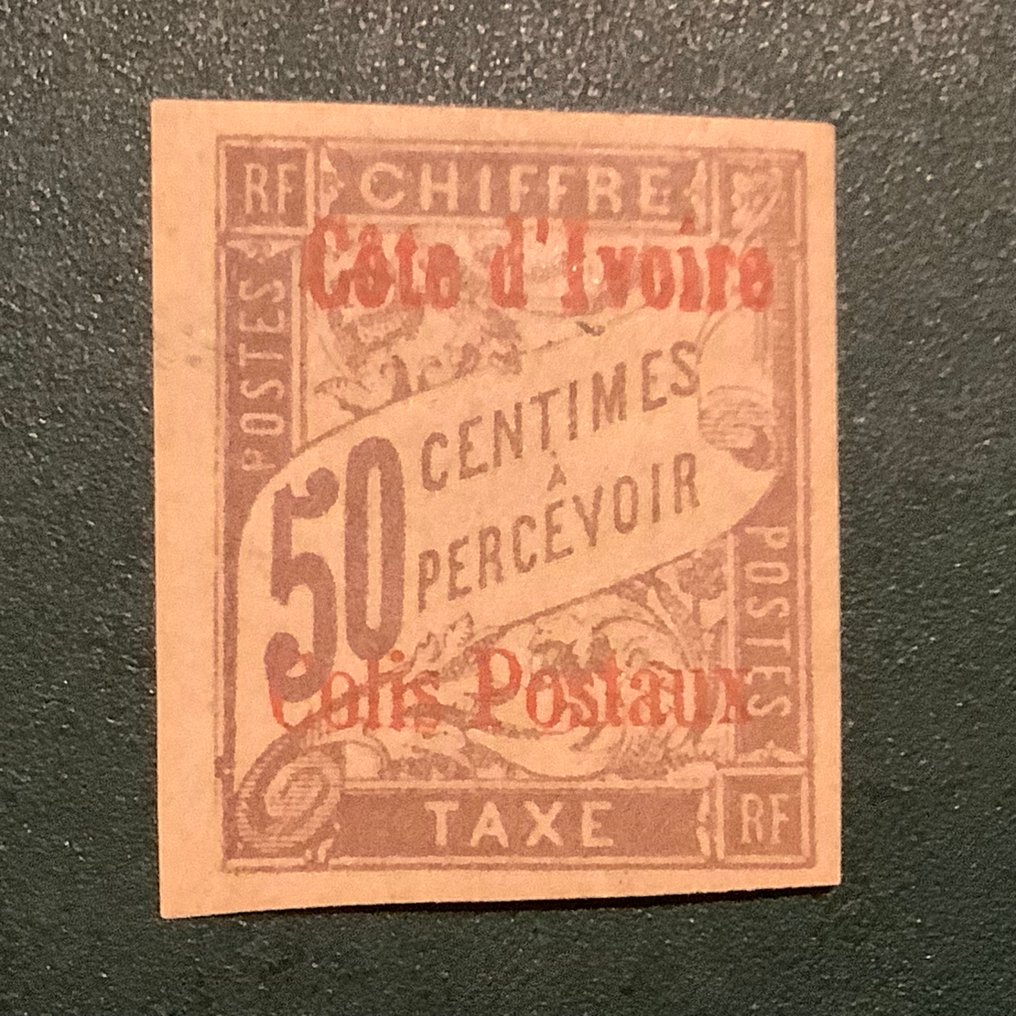 RF CHIFFRE
Côte d'Ivoire
POSTES
CENTIMES
50 À
PERCEVOIR
POSTES
Colis Postaux
TAXE RF